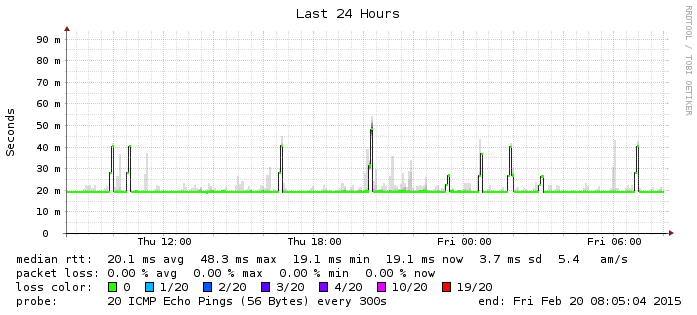 Last 24 Hours
RRDTOOL / TOBI OETIKER
Seconds
90 m
80 m
70 m
60 m
50 m
40 m
30 m
20 m
10 m
0
Thu 12:00 Thu 18:00 Fri 00:00 Fri 06:00
median rtt: 20.1 ms avg 48.3 ms max 19.1 ms min 19.1 ms now 3.7 ms sd 5.4 am/s
packet loss: 0.00 % avg 0.00 % max 0.00 % min 0.00 % now
loss color: 0 1/20 2/20 3/20 4/20 10/20 19/20
probe: 20 ICMP Echo Pings (56 Bytes) every 300s end: Fri Feb 20 08:05:04 2015